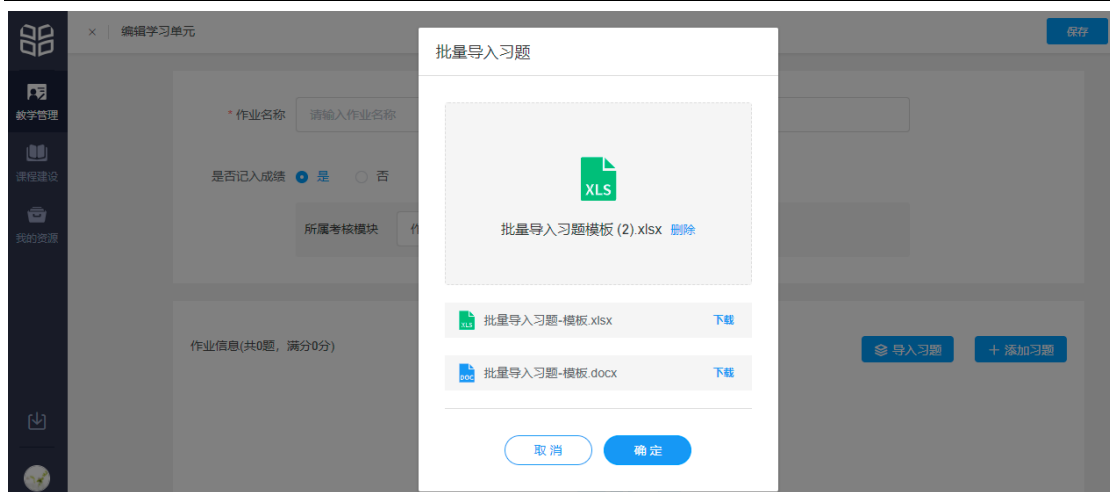 × 编辑学习单元
保存
批量导入习题
教学管理
课程建设
我的资源
* 作业名称 请输入作业名称
是否记入成绩 是 否
所属考核模块
XLS
批量导入习题模板 (2).xlsx 删除
XLS 批量导入习题-模板.xlsx 下载
作业信息(共0题，满分0分)
导入习题
+ 添加习题
DOC 批量导入习题-模板.docx 下载
取消 确定